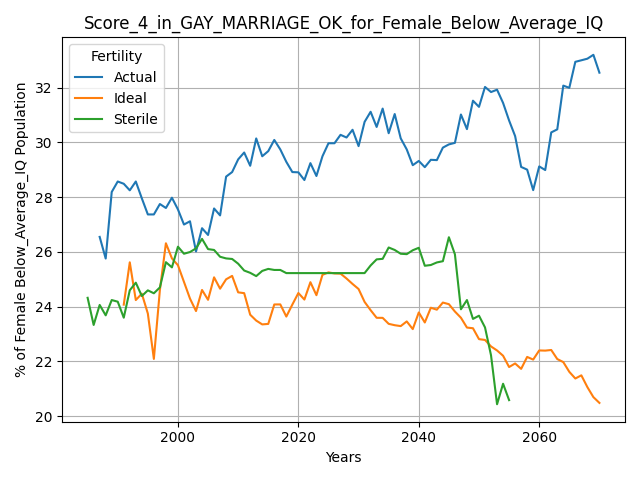 Score_4_in_GAY_MARRIAGE_OK_for_Female_Below_Average_IQ
Fertility
Actual
Ideal
Sterile
% of Female Below_Average_IQ Population
32
30
28
26
24
22
20
2000 2020 2040 2060
Years